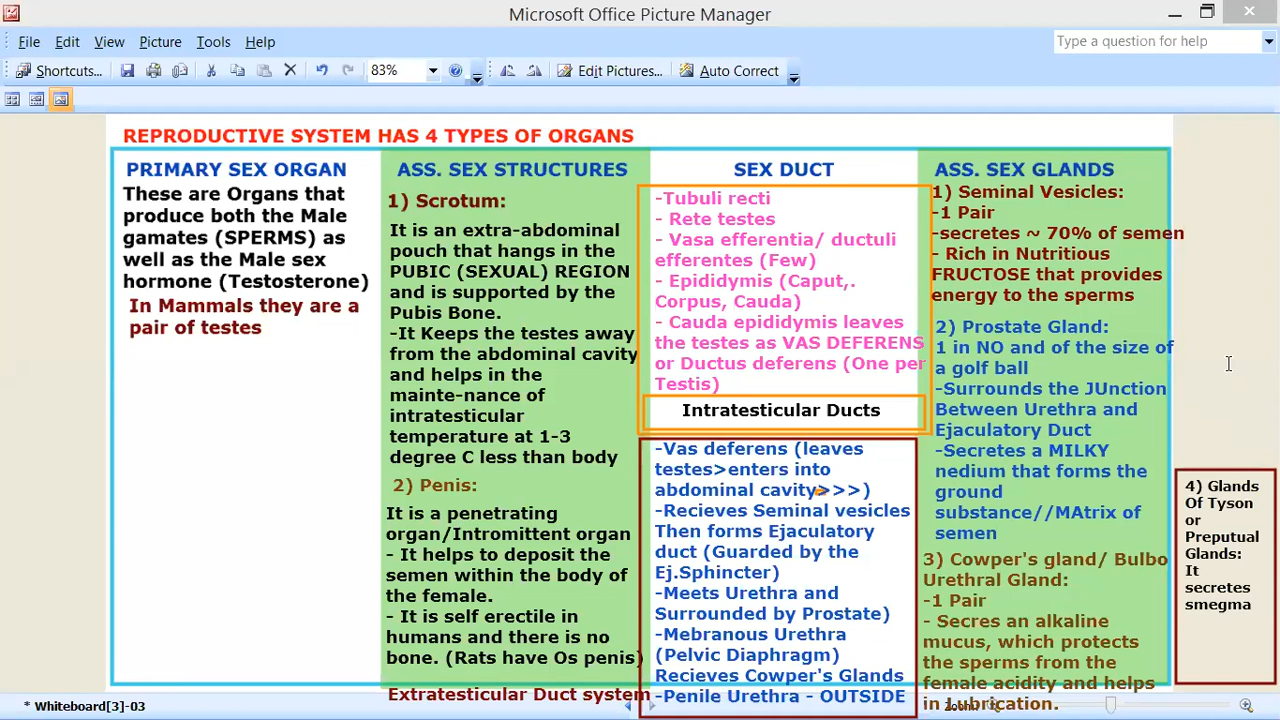 Microsoft Office Picture Manager
File Edit View Picture Tools Help
Type a question for help
Shortcuts... 83% Edit Pictures... Auto Correct
REPRODUCTIVE SYSTEM HAS 4 TYPES OF ORGANS
PRIMARY SEX ORGAN
These are Organs that
produce both the Male
gamates (SPERMS) as
well as the Male sex
hormone (Testosterone)
In Mammals they are a
pair of testes
ASS. SEX STRUCTURES
1) Scrotum:
It is an extra-abdominal
pouch that hangs in the
PUBIC (SEXUAL) REGION
and is supported by the
Pubis Bone.
-It Keeps the testes away
from the abdominal cavity
and helps in the
mainte-nance of
intratesticular
temperature at 1-3
degree C less than body
2) Penis:
It is a penetrating
organ/Intromittent organ
- It helps to deposit the
semen within the body of
the female.
- It is self erectile in
humans and there is no
bone. (Rats have Os penis)
Extratesticular Duct system
SEX DUCT
-Tubuli recti
- Rete testes
- Vasa efferentia/ ductuli
efferentes (Few)
- Epididymis (Caput,.
Corpus, Cauda)
- Cauda epididymis leaves
the testes as VAS DEFERENS
or Ductus deferens (One per
Testis)
Intratesticular Ducts
-Vas deferens (leaves
testes>enters into
abdominal cavity>>>)
-Recieves Seminal vesicles
Then forms Ejaculatory
duct (Guarded by the
Ej.Sphincter)
-Meets Urethra and
Surrounded by Prostate)
-Mebranous Urethra
(Pelvic Diaphragm)
Recieves Cowper's Glands
-Penile Urethra - OUTSIDE
ASS. SEX GLANDS
1) Seminal Vesicles:
-1 Pair
-secretes ~ 70% of semen
- Rich in Nutritious
FRUCTOSE that provides
energy to the sperms
2) Prostate Gland:
1 in NO and of the size of
a golf ball
-Surrounds the JUnction
Between Urethra and
Ejaculatory Duct
-Secretes a MILKY
nedium that forms the
ground
substance//MAtrix of
semen
3) Cowper's gland/ Bulbo
Urethral Gland:
-1 Pair
- Secres an alkaline
mucus, which protects
the sperms from the
female acidity and helps
in Lubrication.
4) Glands
Of Tyson
or
Preputual
Glands:
It
secretes
smegma
* Whiteboard[3]-03